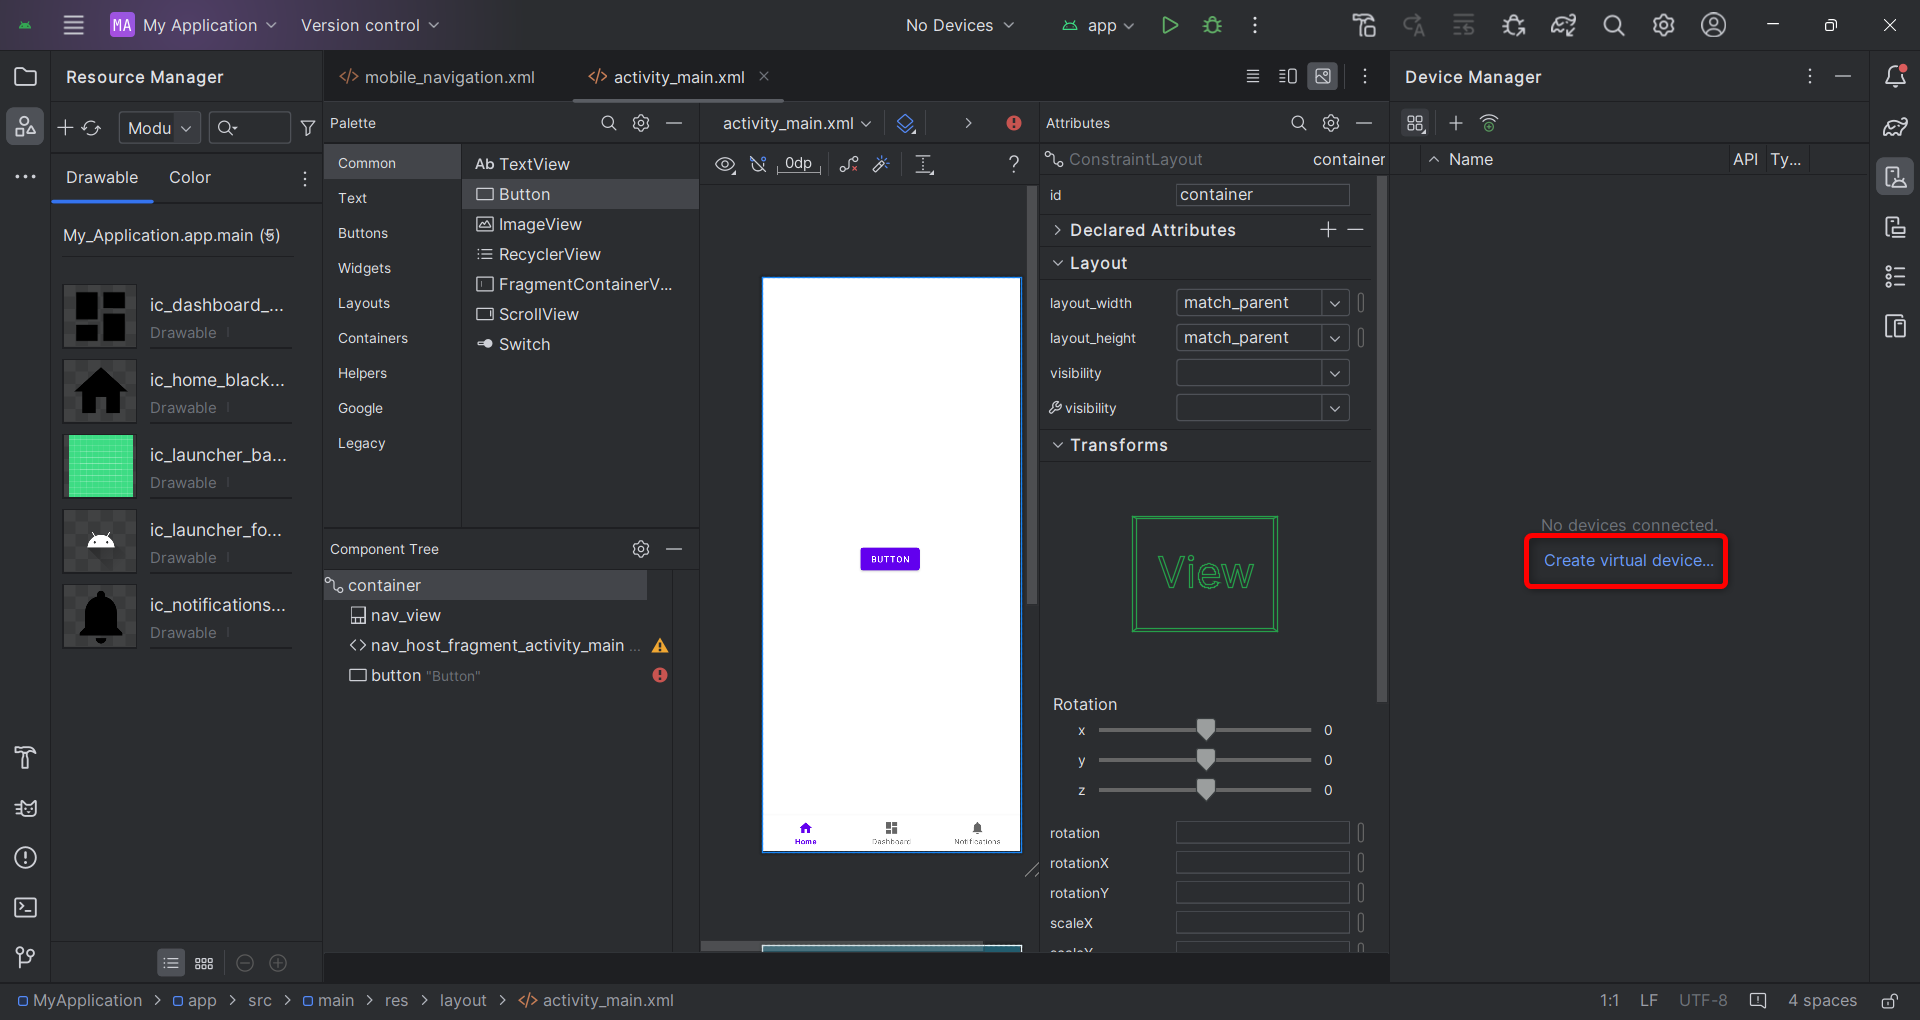 MA My Application Version control No Devices app
Resource Manager
Modu
Drawable Color
My_Application.app.main (5)
ic_dashboard_...
Drawable
ic_home_black...
Drawable
ic_launcher_ba...
Drawable
ic_launcher_fo...
Drawable
ic_notifications...
Drawable
mobile_navigation.xml activity_main.xml
Palette
Common
Text
Buttons
Widgets
Layouts
Containers
Helpers
Google
Legacy
Ab TextView
Button
ImageView
RecyclerView
FragmentContainerV...
ScrollView
Switch
Component Tree
container
nav_view
nav_host_fragment_activity_main ...
button "Button"
activity_main.xml
0dp ?
BUTTON
Home Dashboard Notifications
Attributes
ConstraintLayout container
id container
Declared Attributes
Layout
layout_width match_parent
layout_height match_parent
visibility
visibility
Transforms
View
Rotation
x 0
y 0
z 0
rotation
rotationX
rotationY
scaleX
Device Manager
Name API Ty...
No devices connected.
Create virtual device...
MyApplication > app > src > main > res > layout > activity_main.xml 1:1 LF UTF-8 4 spaces